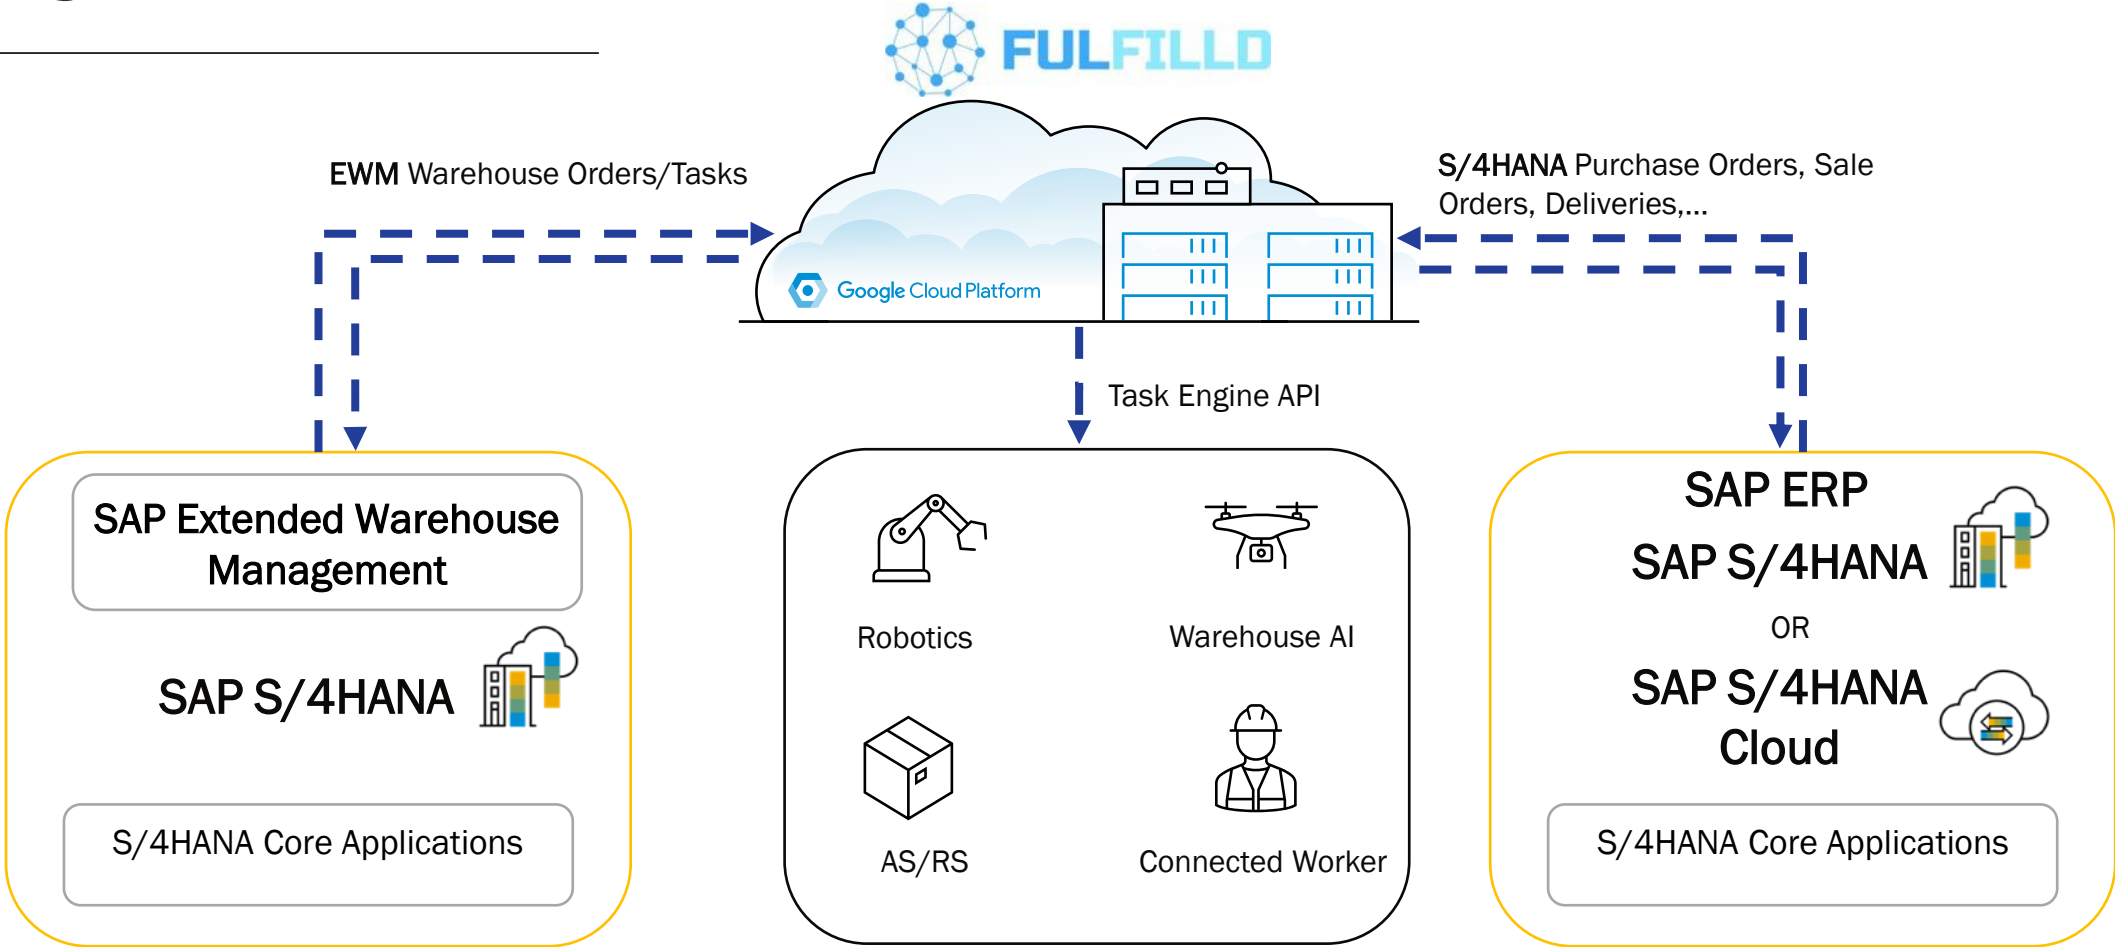 FULFILLD
EWM Warehouse Orders/Tasks
S/4HANA Purchase Orders, Sale
Orders, Deliveries,...
Google Cloud Platform
Task Engine API
SAP Extended Warehouse
Management
SAP S/4HANA
S/4HANA Core Applications
Robotics
Warehouse AI
AS/RS
Connected Worker
SAP ERP
SAP S/4HANA
OR
SAP S/4HANA
Cloud
S/4HANA Core Applications